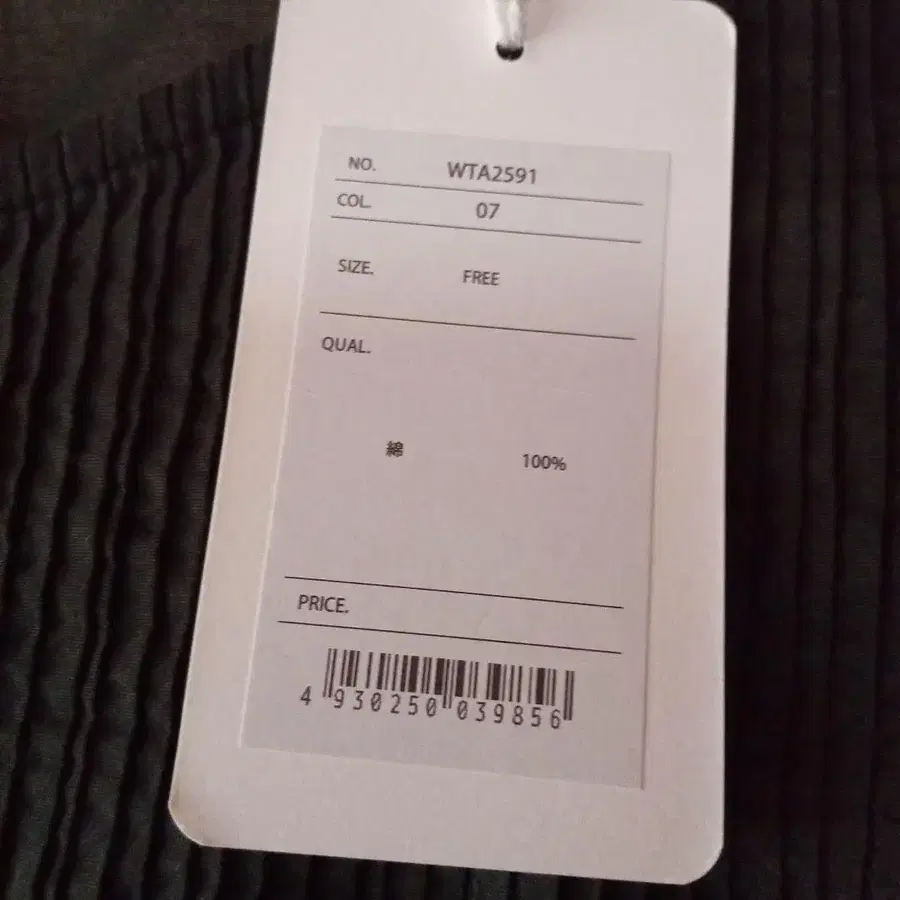 NO. WTA2591
COL. 07
SIZE. FREE
QUAL.
綿 100%
PRICE.
4 930250 039856